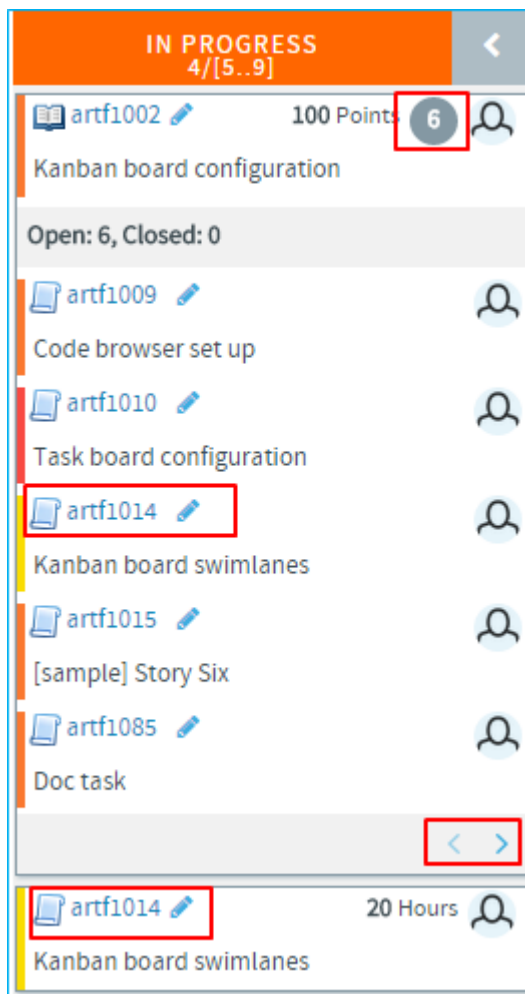 IN PROGRESS
4/[5..9]
artf1002 100 Points 6
Kanban board configuration
Open: 6, Closed: 0
artf1009
Code browser set up
artf1010
Task board configuration
artf1014
Kanban board swimlanes
artf1015
[sample] Story Six
artf1085
Doc task
artf1014 20 Hours
Kanban board swimlanes